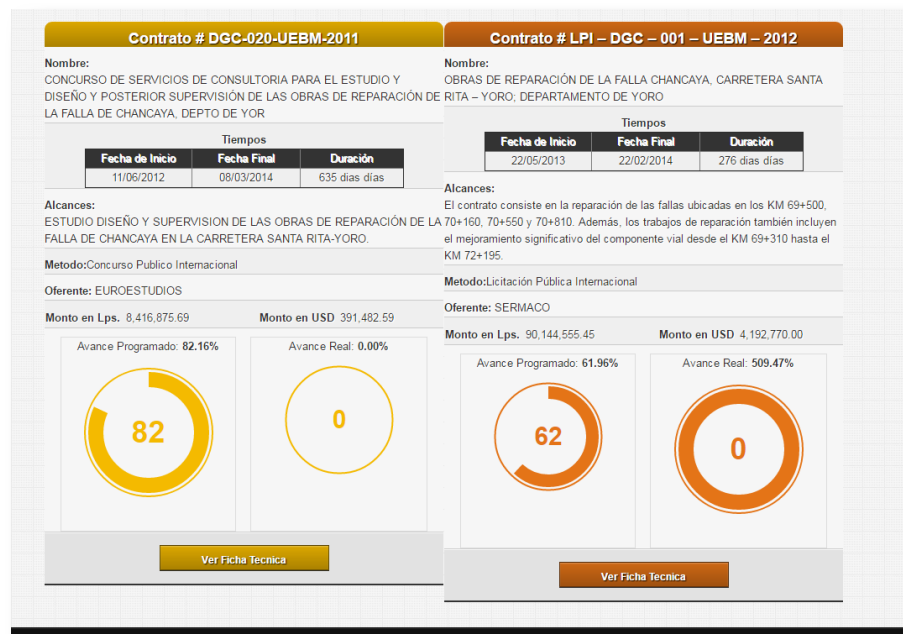 Contrato # DGC-020-UEBM-2011
Nombre:
CONCURSO DE SERVICIOS DE CONSULTORIA PARA EL ESTUDIO Y
DISEÑO Y POSTERIOR SUPERVISIÓN DE LAS OBRAS DE REPARACIÓN DE
LA FALLA DE CHANCAYA, DEPTO DE YOR
Tiempos
Fecha de Inicio Fecha Final Duración
11/06/2012 08/03/2014 635 dias días
Alcances:
ESTUDIO DISEÑO Y SUPERVISION DE LAS OBRAS DE REPARACIÓN DE LA
FALLA DE CHANCAYA EN LA CARRETERA SANTA RITA-YORO.
Metodo:Concurso Publico Internacional
Oferente: EUROESTUDIOS
Monto en Lps. 8,416,875.69 Monto en USD 391,482.59
Avance Programado: 82.16% Avance Real: 0.00%
82 0
Ver Ficha Tecnica
Contrato # LPI – DGC – 001 – UEBM – 2012
Nombre:
OBRAS DE REPARACIÓN DE LA FALLA CHANCAYA, CARRETERA SANTA
RITA – YORO; DEPARTAMENTO DE YORO
Tiempos
Fecha de Inicio Fecha Final Duración
22/05/2013 22/02/2014 276 dias días
Alcances:
El contrato consiste en la reparación de las fallas ubicadas en los KM 69+500,
70+160, 70+550 y 70+810. Además, los trabajos de reparación también incluyen
el mejoramiento significativo del componente vial desde el KM 69+310 hasta el
KM 72+195.
Metodo:Licitación Pública Internacional
Oferente: SERMACO
Monto en Lps. 90,144,555.45 Monto en USD 4,192,770.00
Avance Programado: 61.96% Avance Real: 509.47%
62 0
Ver Ficha Tecnica